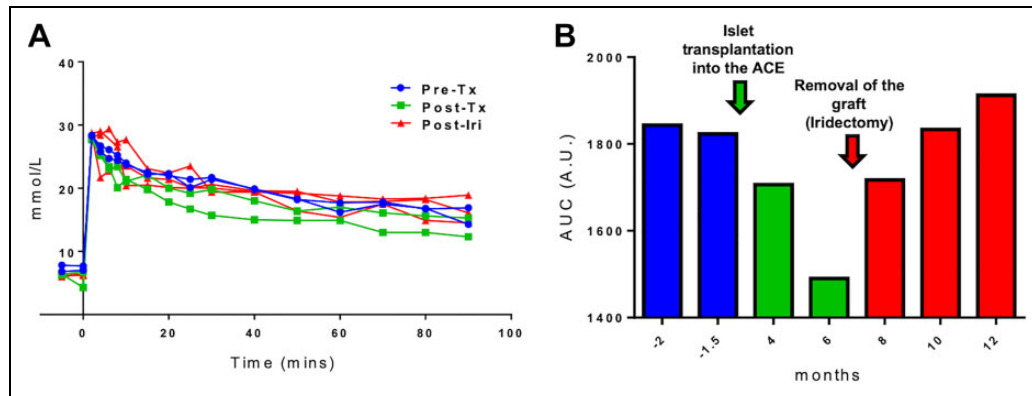 A
40
30
20
10
mmol/L
0
20
40
60
80
100
Time (mins)
Pre-Tx
Post-Tx
Post-Iri
B
Islet
transplantation
into the ACE
Removal of the
graft
(Iridectomy)
2000
1800
1600
1400
AUC (A.U.)
-2
-1.5
4
6
8
10
12
months